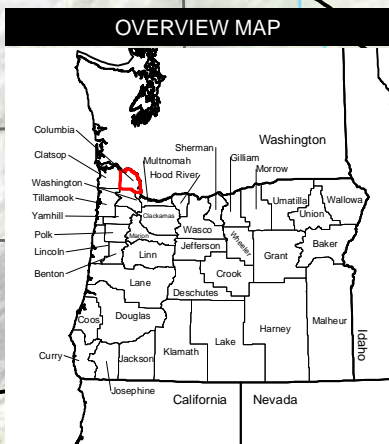 OVERVIEW MAP
Columbia
Clatsop
Washington
Tillamook
Yamhill
Polk
Lincoln
Benton
Multnomah
Hood River
Sherman
Gilliam
Morrow
Washington
Umatilla
Wallowa
Union
Clackamas
Marion
Wasco
Wheeler
Jefferson
Baker
Linn
Grant
Crook
Lane
Deschutes
Coos
Douglas
Malheur
Harney
Lake
Klamath
Curry
Jackson
Josephine
Idaho
California
Nevada